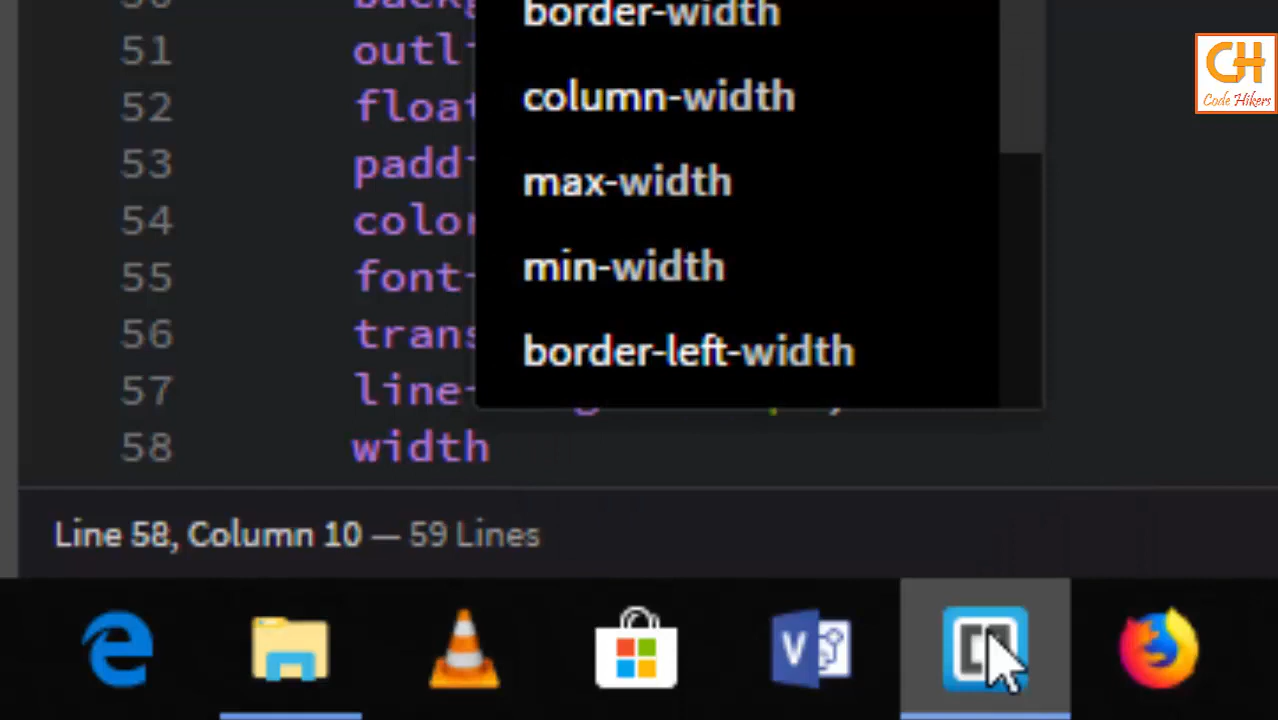 border-width
51 outl
column-width
52 float
53 padd
max-width
54 color
min-width
55 font-
56 trans
border-left-width
57 line-
58 width
Line 58, Column 10 — 59 Lines
CH
Code Hikers
V